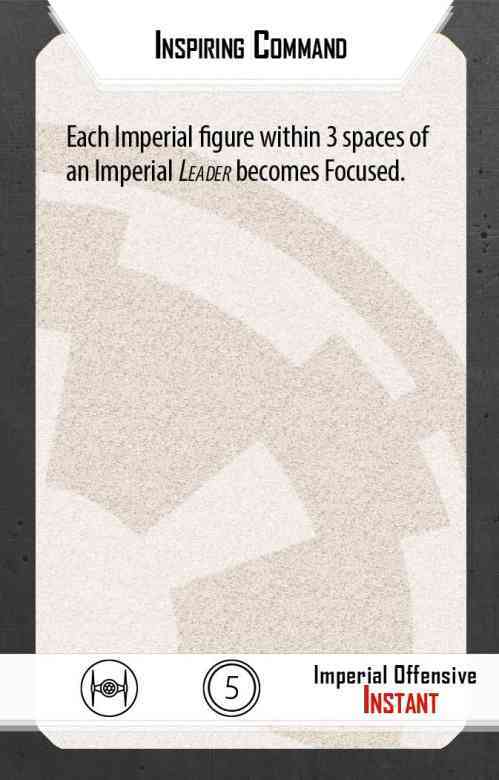 Inspiring Command
Each Imperial figure within 3 spaces of
an Imperial Leader becomes Focused.
5
Imperial Offensive
Instant